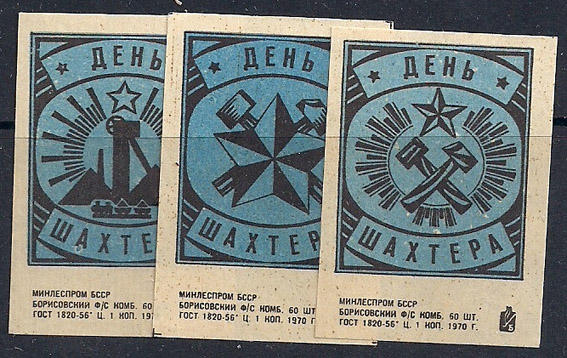 ДЕНЬ
ШАХТЕ
МИНЛЕСПРОМ БССР
БОРИСОВСКИЙ Ф/С КОМБ. 60
ГОСТ 1820-56* Ц. 1 КОП. 1970 Г.
ДЕНЬ
ШАХТЕР
МИНЛЕСПРОМ БССР
БОРИСОВСКИЙ Ф/С КОМБ. 60 ШТ.
ГОСТ 1820-56* Ц. 1 КОП. 1970 Г.
ДЕНЬ
ШАХТЕРА
МИНЛЕСПРОМ БССР
БОРИСОВСКИЙ Ф/С КОМБ. 60 ШТ.
ГОСТ 1820-56* Ц. 1 КОП. 1970 Г.
Б